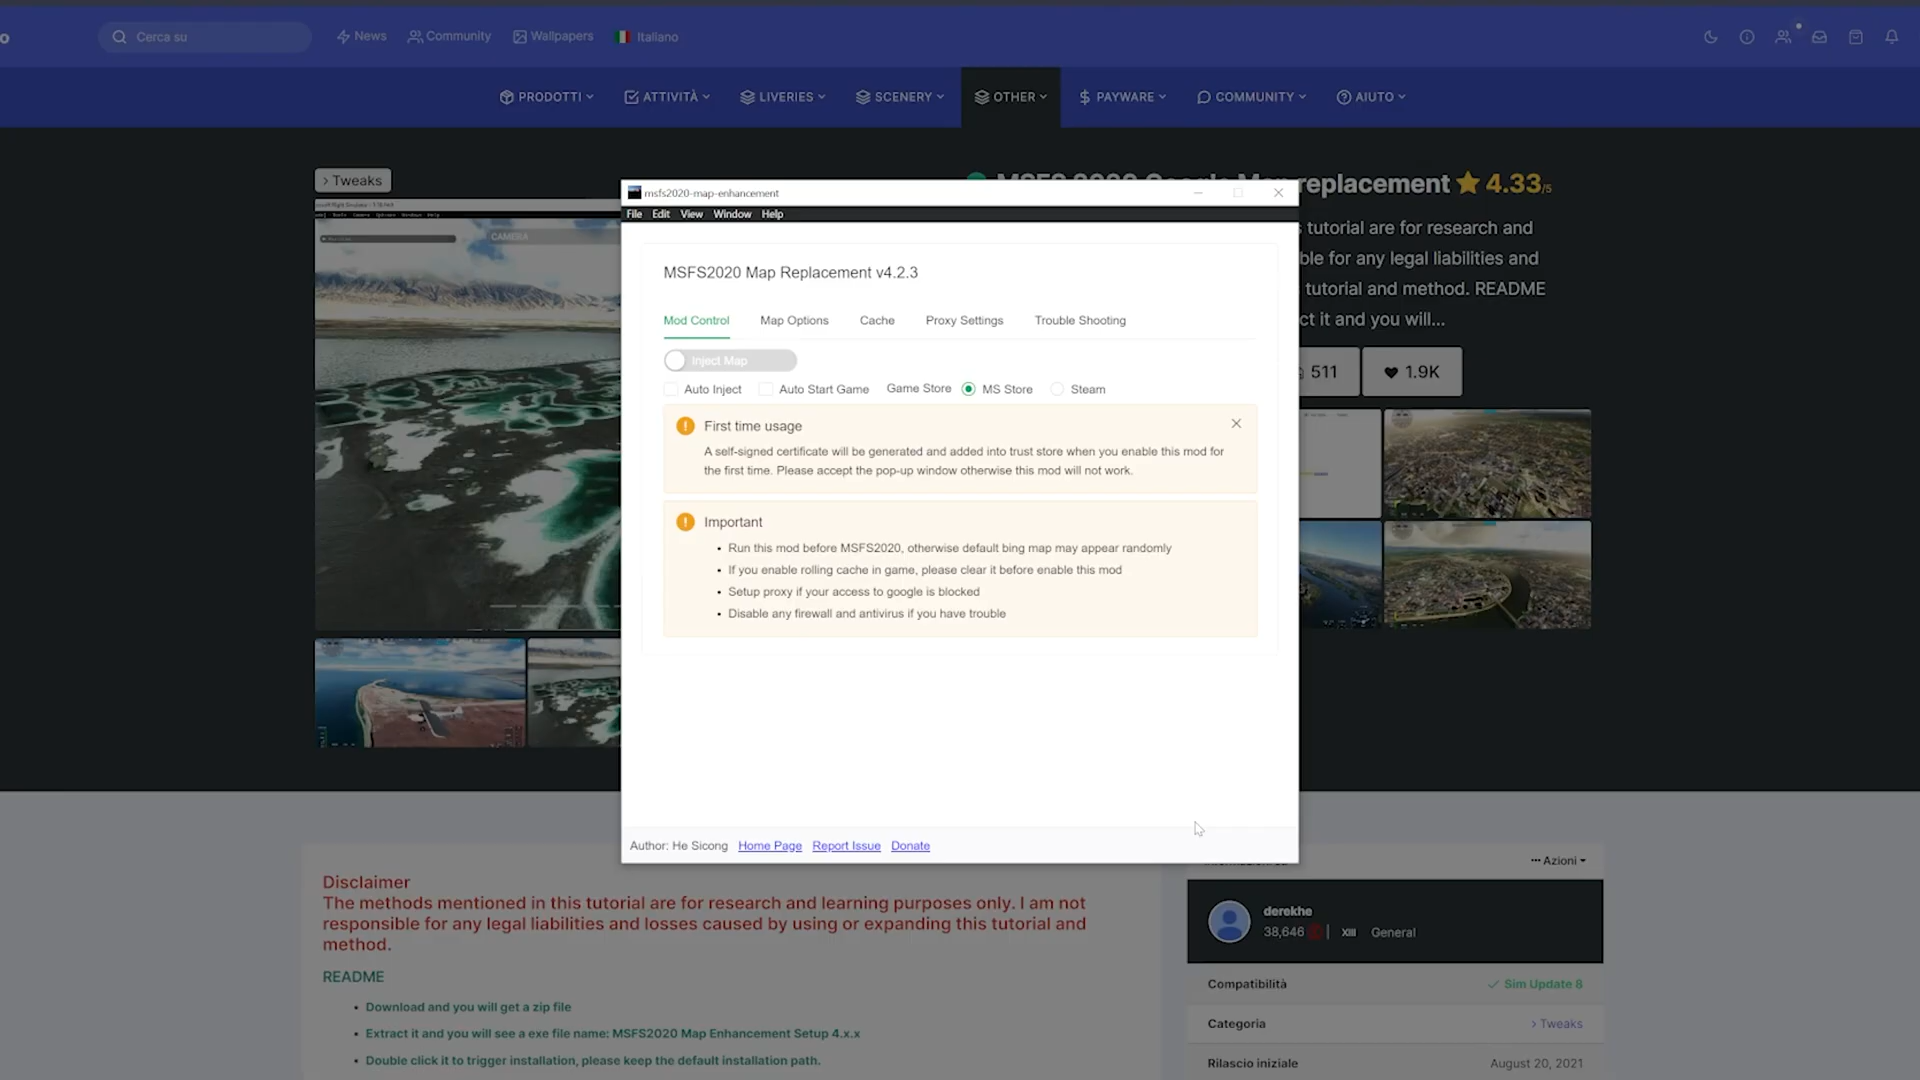 Cerca su
News
Community
Wallpapers
Italiano
PRODOTTI
ATTIVITÀ
LIVERIES
SCENERY
OTHER
PAYWARE
COMMUNITY
AIUTO
> Tweaks
replacement
4.33/5
tutorial are for research and
ble for any legal liabilities and
tutorial and method. README
ct it and you will...
511
1.9K
CAMERA
msfs2020-map-enhancement
File Edit View Window Help
MSFS2020 Map Replacement v4.2.3
Mod Control
Map Options
Cache
Proxy Settings
Trouble Shooting
Inject Map
Auto Inject
Auto Start Game
Game Store
MS Store
Steam
First time usage
A self-signed certificate will be generated and added into trust store when you enable this mod for
the first time. Please accept the pop-up window otherwise this mod will not work.
Important
• Run this mod before MSFS2020, otherwise default bing map may appear randomly
• If you enable rolling cache in game, please clear it before enable this mod
• Setup proxy if your access to google is blocked
• Disable any firewall and antivirus if you have trouble
Author: He Sicong Home Page Report Issue Donate
Disclaimer
The methods mentioned in this tutorial are for research and learning purposes only. I am not
responsible for any legal liabilities and losses caused by using or expanding this tutorial and
method.
README
• Download and you will get a zip file
• Extract it and you will see a exe file name: MSFS2020 Map Enhancement Setup 4.x.x
• Double click it to trigger installation, please keep the default installation path.
Azioni
derekhe
38,646
XIII
General
Compatibilità
Sim Update 8
Categoria
> Tweaks
Rilascio iniziale
August 20, 2021